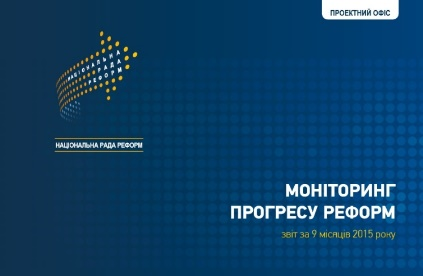 ПРОЕКТНИЙ ОФІС
НАЦІОНАЛЬНА
РАДА
РЕФОРМ
НАЦІОНАЛЬНА РАДА РЕФОРМ
МОНІТОРИНГ
ПРОГРЕСУ РЕФОРМ
звіт за 9 місяців 2015 року